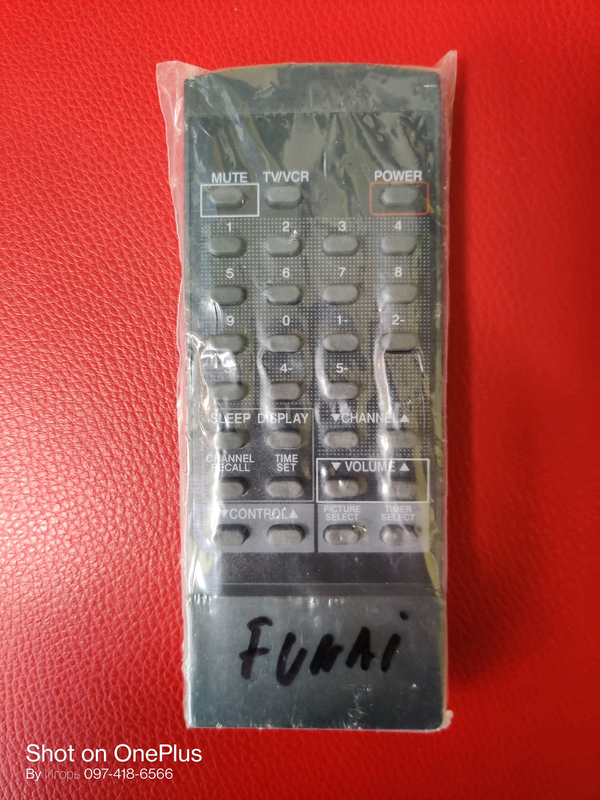 MUTE TV/VCR POWER
1 2 3 4
5 6 7 8
9 0 1- 2-
3- 4- 5-
SLEEP DISPLAY ▼CHANNEL▲
CHANNEL RECALL TIME SET ▼ VOLUME ▲
▼CONTROL▲ PICTURE SELECT TIMER SELECT
FUNAI
Shot on OnePlus
By Игорь 097-418-6566